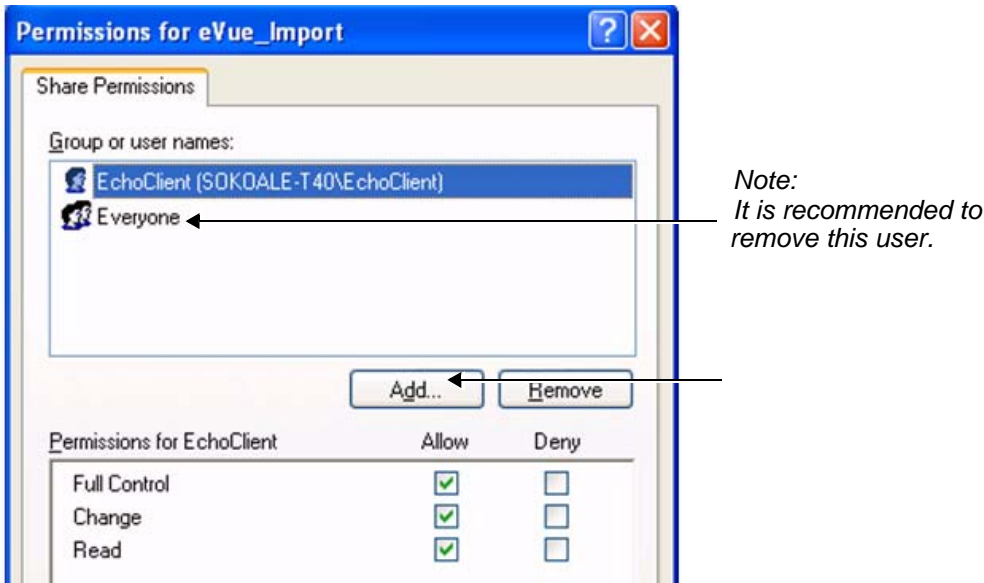 Permissions for eVue_Import
Share Permissions
Group or user names:
EchoClient (SOKOALE-T40\EchoClient)
Everyone
Note:
It is recommended to
remove this user.
Add... Remove
Permissions for EchoClient Allow Deny
Full Control
Change
Read